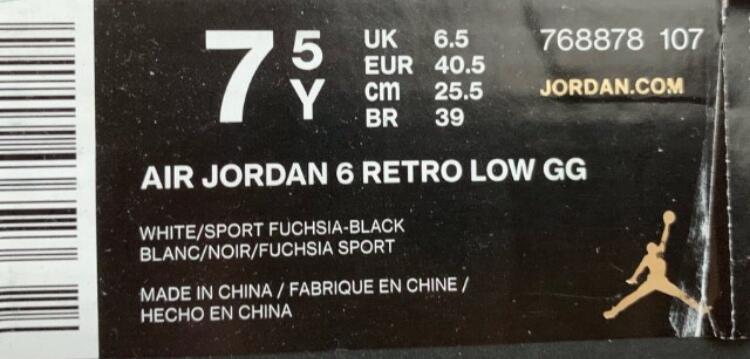 7 5 Y
UK 6.5
EUR 40.5
cm 25.5
BR 39
768878 107
JORDAN.COM
AIR JORDAN 6 RETRO LOW GG
WHITE/SPORT FUCHSIA-BLACK
BLANC/NOIR/FUCHSIA SPORT
MADE IN CHINA / FABRIQUE EN CHINE /
HECHO EN CHINA